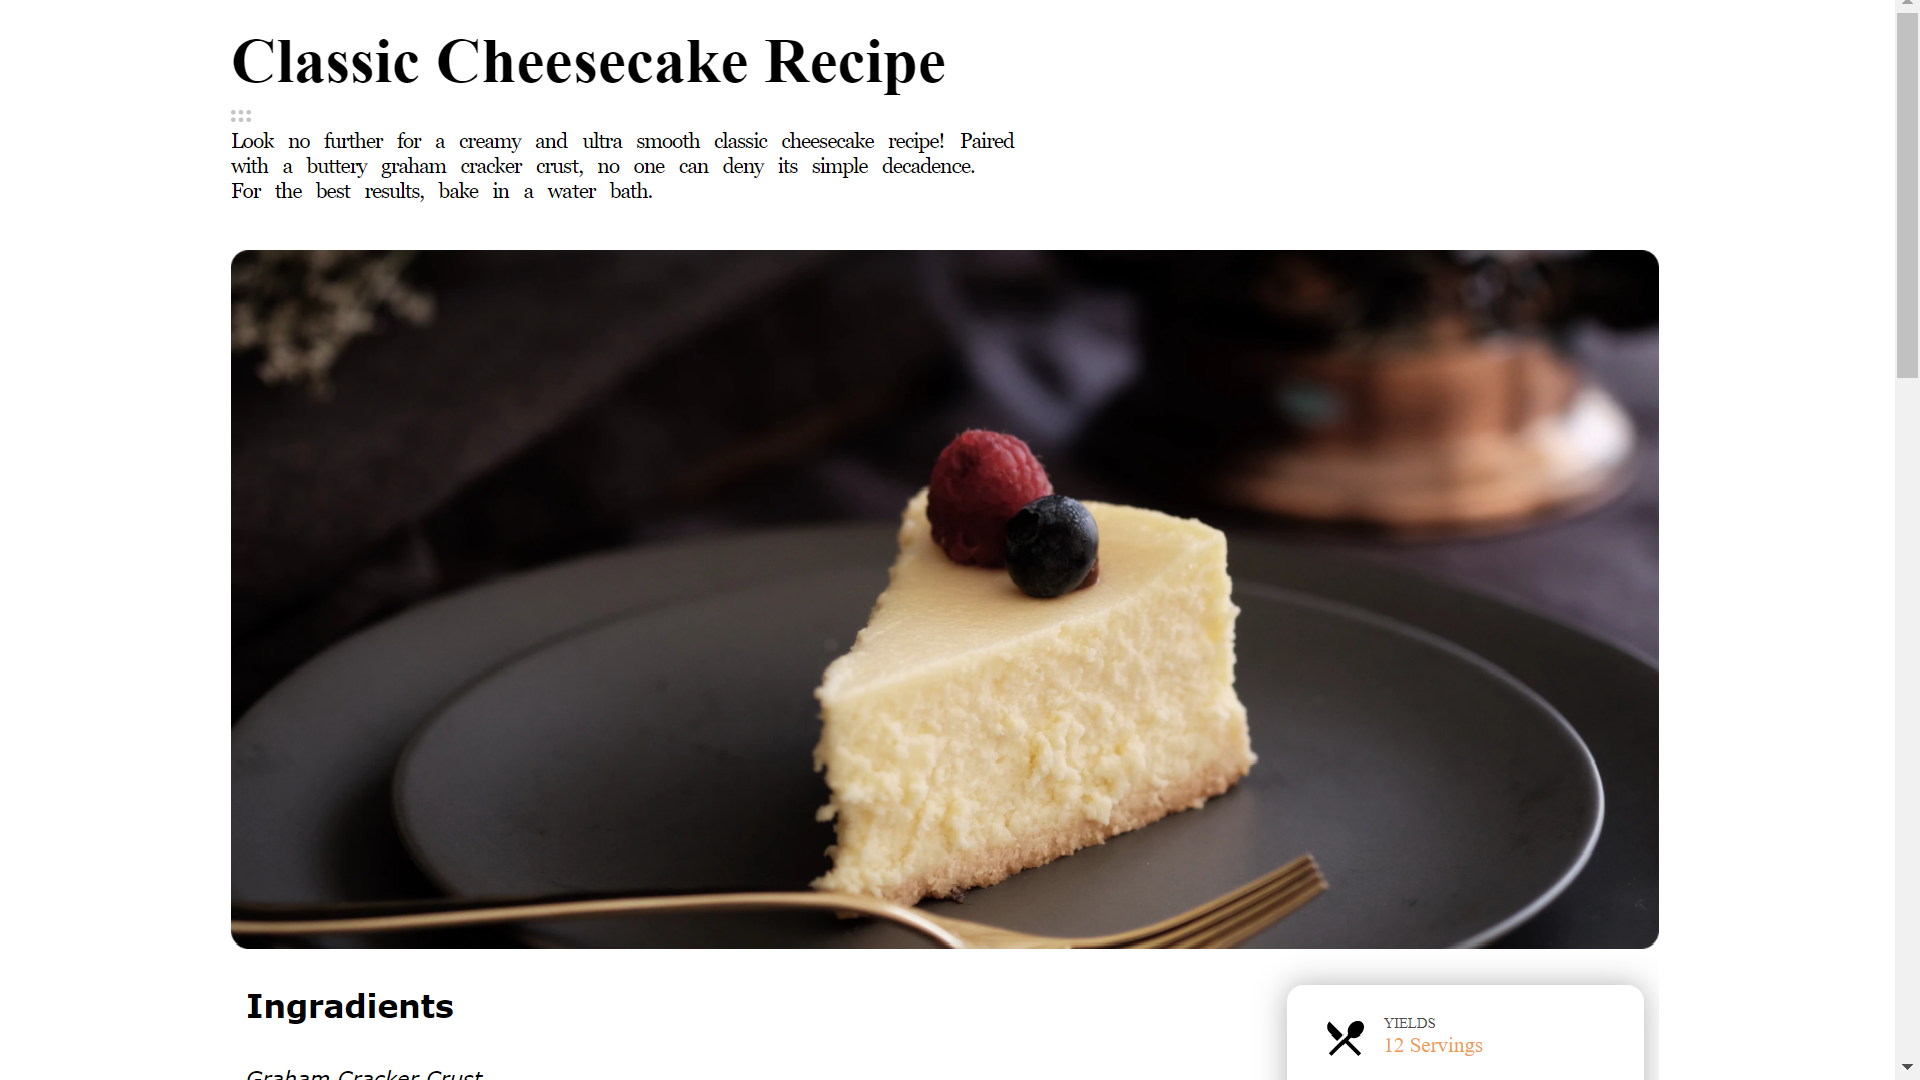 Classic Cheesecake Recipe
Look no further for a creamy and ultra smooth classic cheesecake recipe! Paired
with a buttery graham cracker crust, no one can deny its simple decadence.
For the best results, bake in a water bath.
Ingradients
Graham Cracker Crust
YIELDS
12 Servings